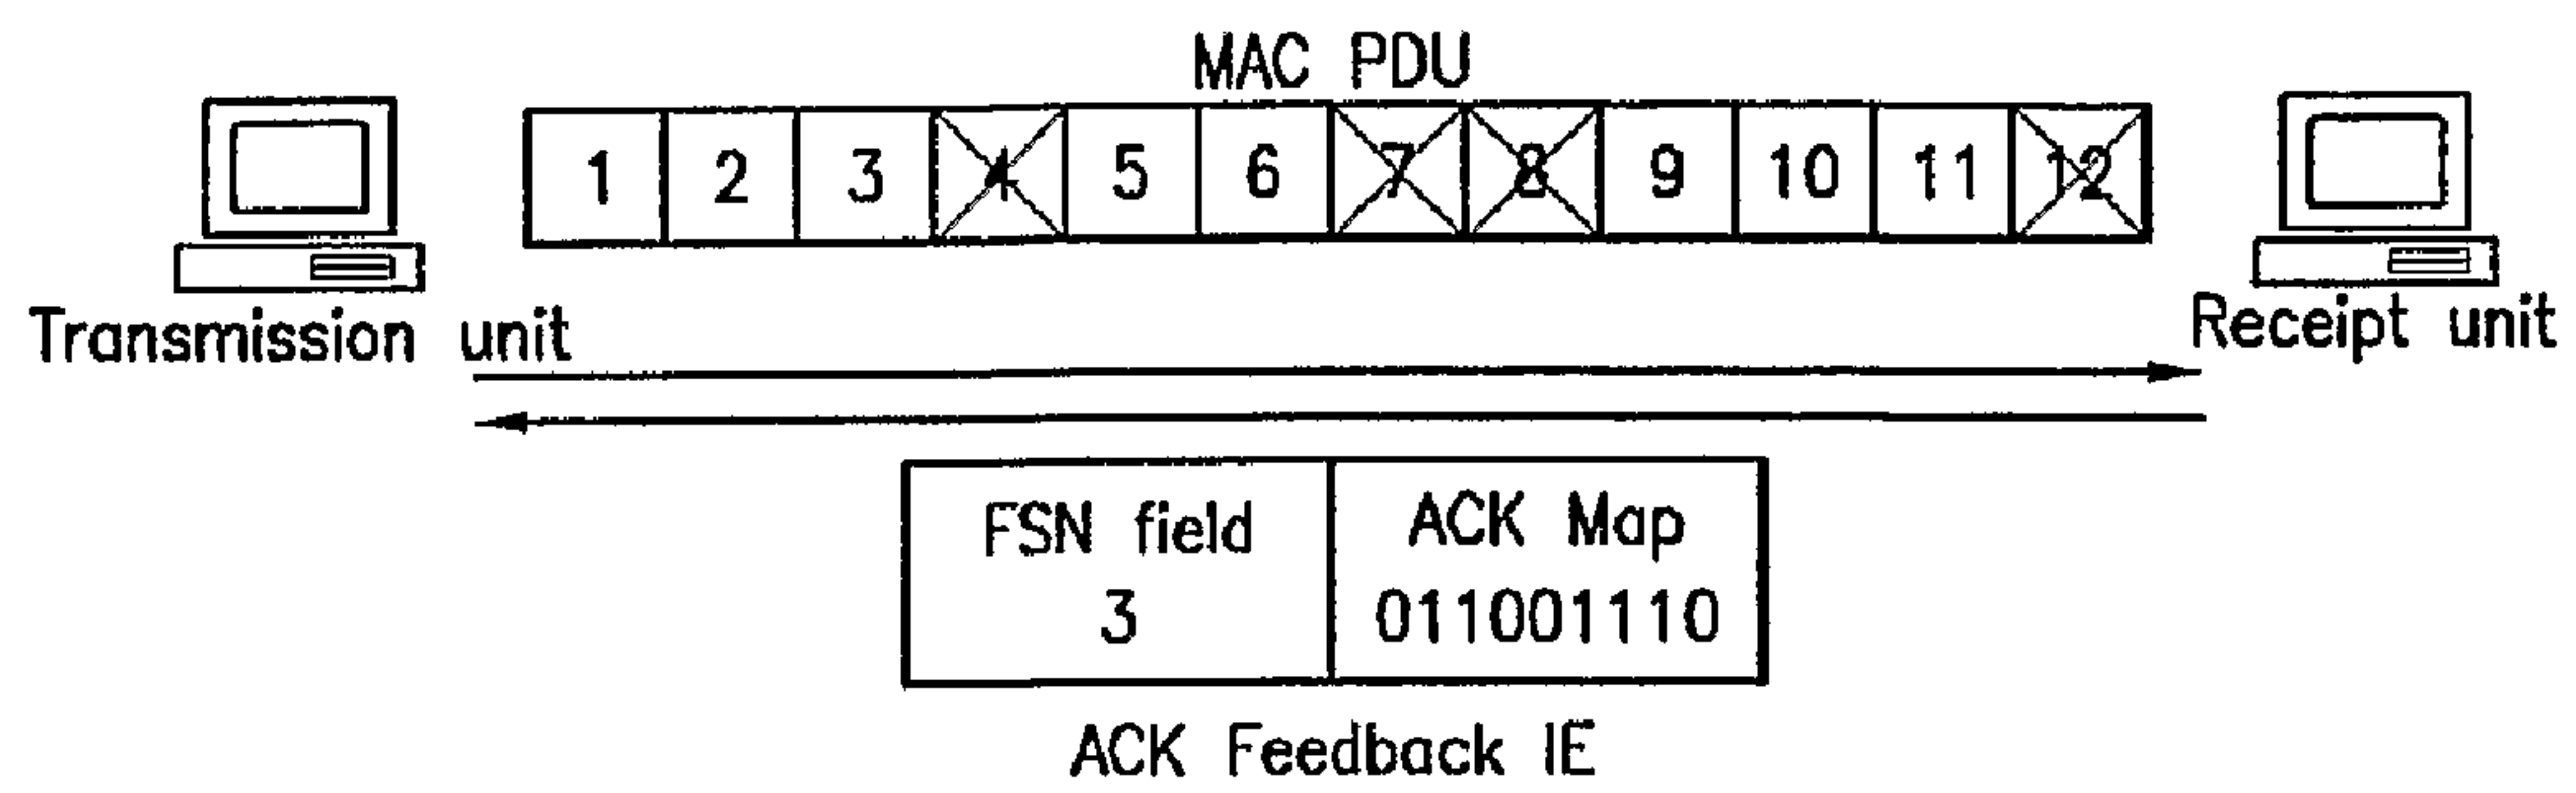 MAC PDU
1 2 3 4 5 6 7 8 9 10 11 12
Transmission unit
Receipt unit
FSN field
3
ACK Map
011001110
ACK Feedback IE